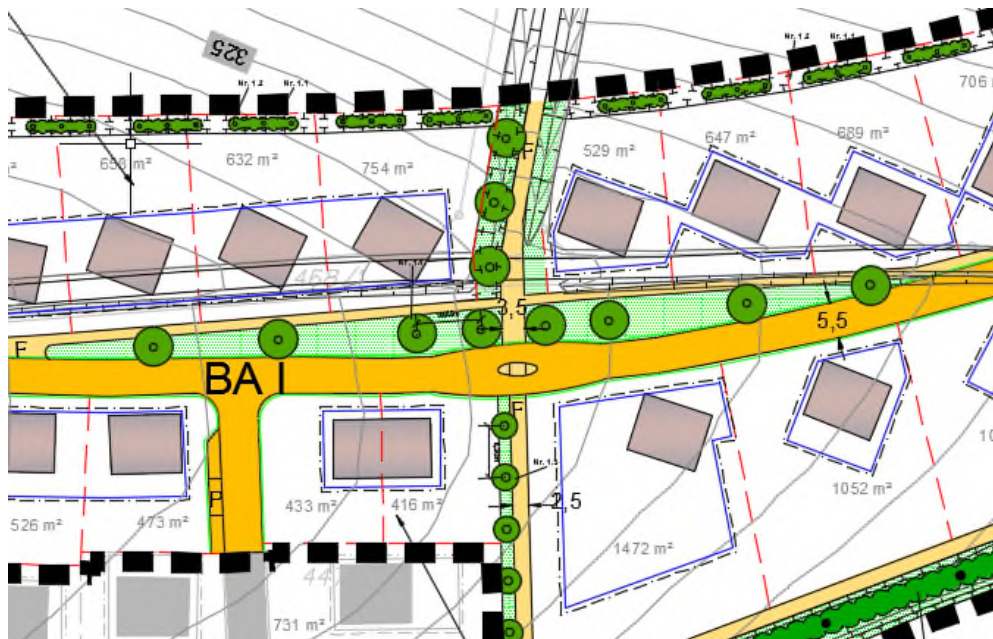 325
Nr. 1.2
Nr. 1.1
Nr. 1.2
Nr. 1.1
706 m
658 m²
632 m²
754 m²
529 m²
647 m²
689 m²
F
3,5
5,5
F
BA I
F
Nr. 1.3
P
526 m²
473 m²
433 m²
416 m²
2,5
1472 m²
1052 m²
731 m²